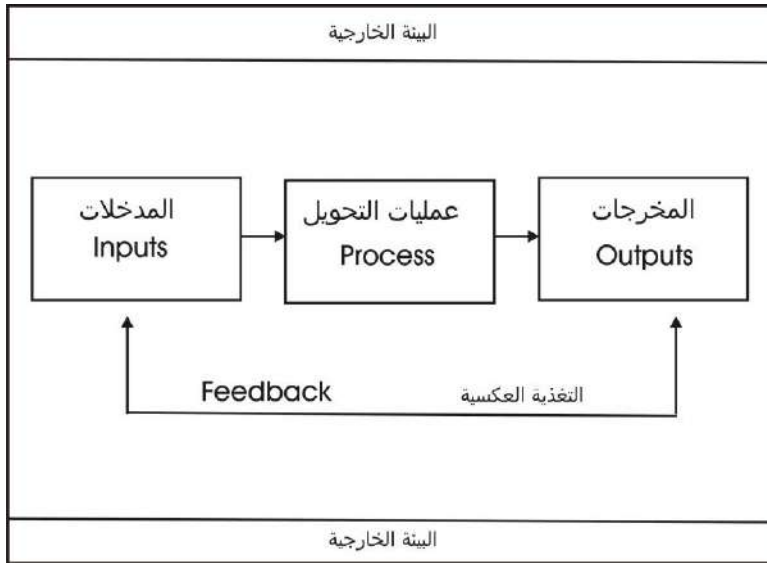 البيئة الخارجية
المدخلات
Inputs
عمليات التحويل
Process
المخرجات
Outputs
Feedback
التغذية العكسية
البيئة الخارجية